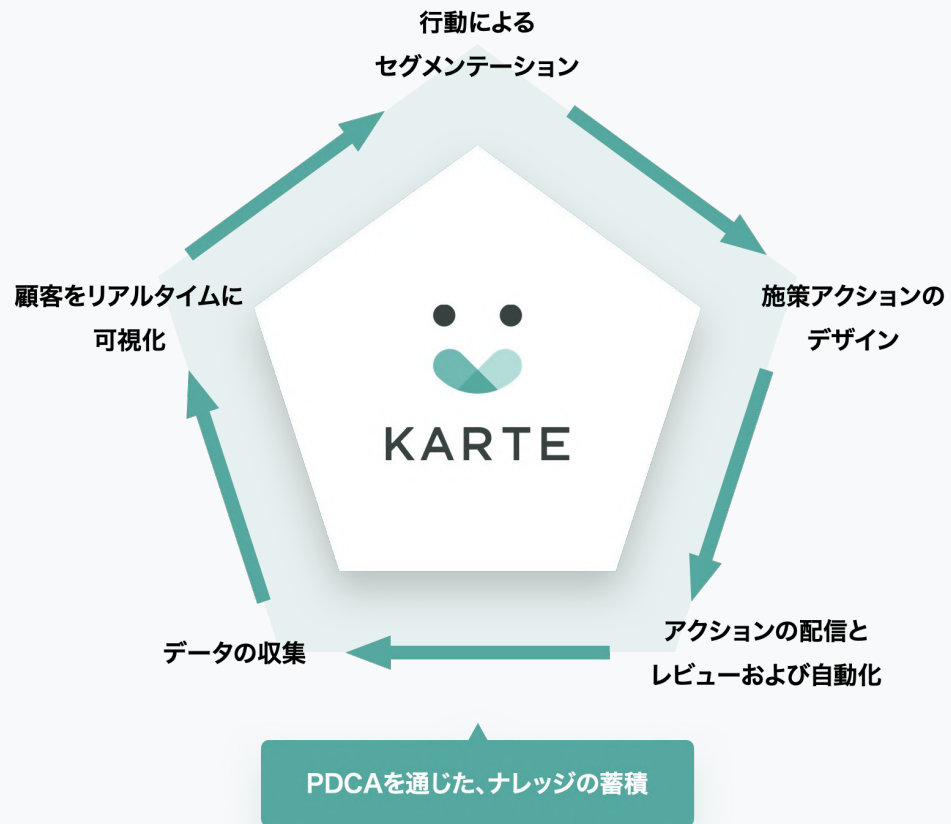 行動による
セグメンテーション
顧客をリアルタイムに
可視化
施策アクションの
デザイン
KARTE
アクションの配信と
レビューおよび自動化
データの収集
PDCAを通じた、ナレッジの蓄積